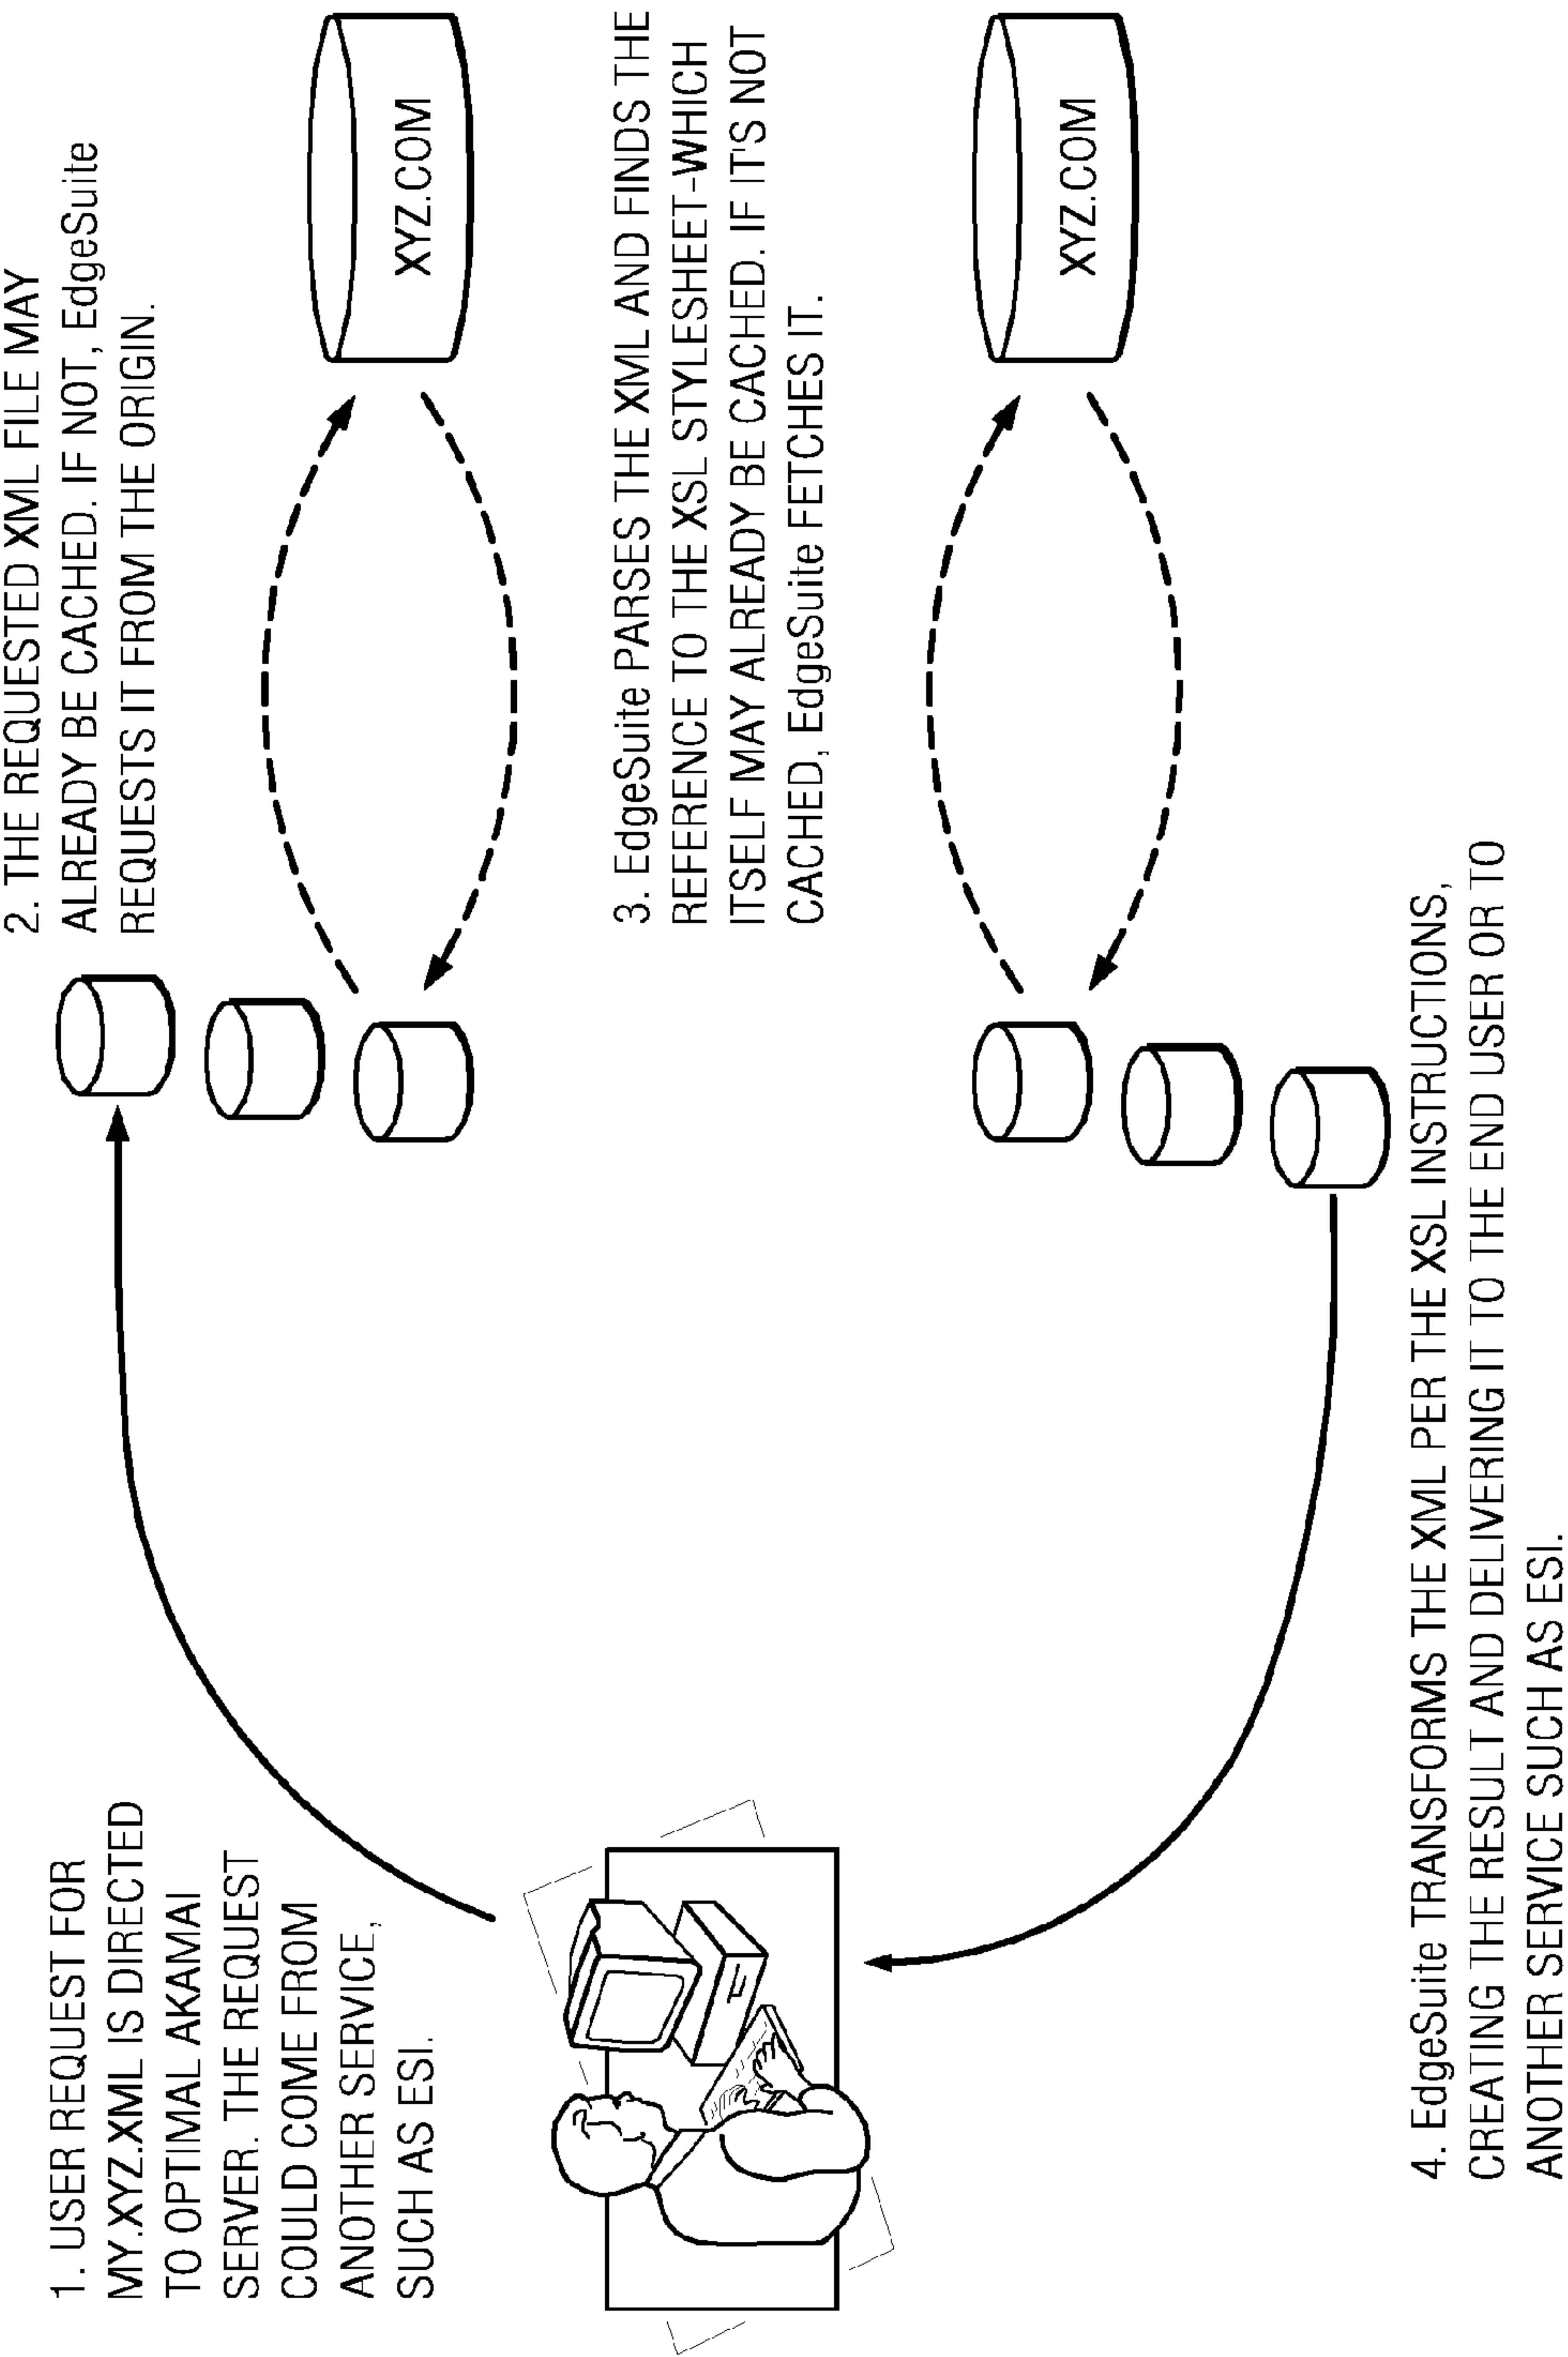 1. USER REQUEST FOR
MY.XYZ.XML IS DIRECTED
TO OPTIMAL AKAMAI
SERVER. THE REQUEST
COULD COME FROM
ANOTHER SERVICE,
SUCH AS ESI.
2. THE REQUESTED XML FILE MAY
ALREADY BE CACHED. IF NOT, EdgeSuite
REQUESTS IT FROM THE ORIGIN.
XYZ.COM
3. EdgeSuite PARSES THE XML AND FINDS THE
REFERENCE TO THE XSL STYLESHEET-WHICH
ITSELF MAY ALREADY BE CACHED. IF IT'S NOT
CACHED, EdgeSuite FETCHES IT.
XYZ.COM
4. EdgeSuite TRANSFORMS THE XML PER THE XSL INSTRUCTIONS,
CREATING THE RESULT AND DELIVERING IT TO THE END USER OR TO
ANOTHER SERVICE SUCH AS ESI.